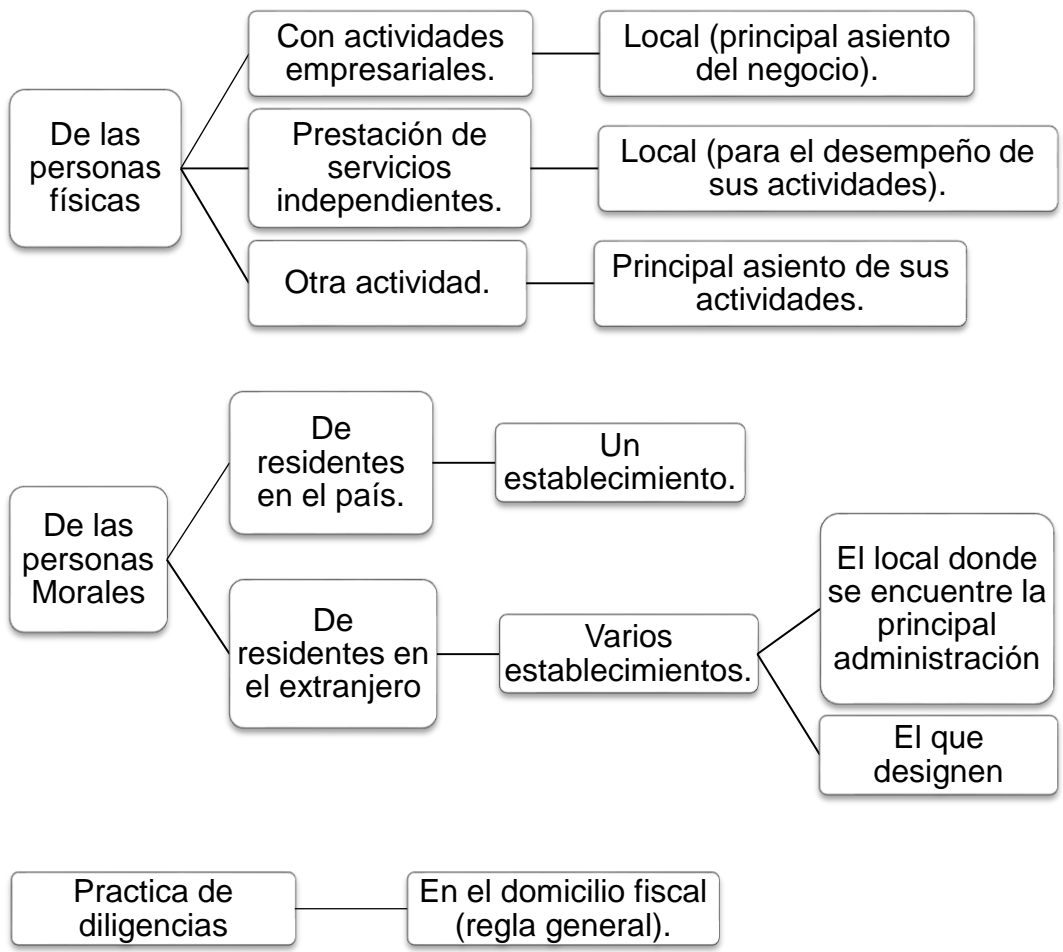 De las
personas
físicas
Con actividades
empresariales.
Local (principal asiento
del negocio).
Prestación de
servicios
independientes.
Local (para el desempeño de
sus actividades).
Otra actividad.
Principal asiento de sus
actividades.
De las
personas
Morales
De
residentes
en el país.
Un
establecimiento.
De
residentes en
el extranjero
Varios
establecimientos.
El local donde
se encuentre la
principal
administración
El que
designen
Practica de
diligencias
En el domicilio fiscal
(regla general).